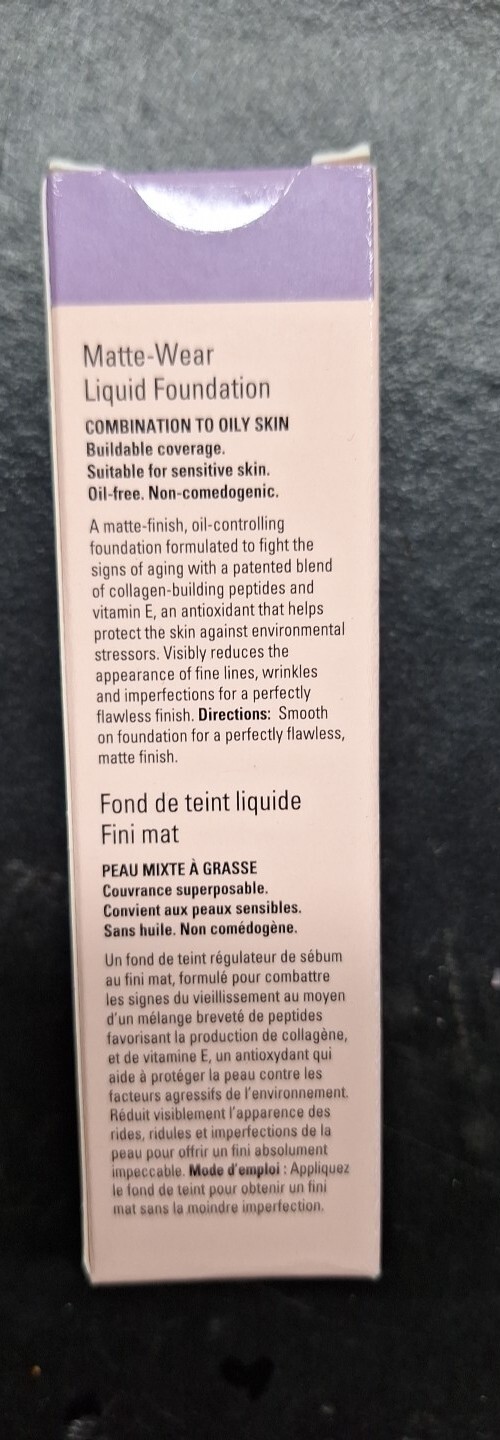 Matte-Wear
Liquid Foundation
COMBINATION TO OILY SKIN
Buildable coverage.
Suitable for sensitive skin.
Oil-free. Non-comedogenic.
A matte-finish, oil-controlling
foundation formulated to fight the
signs of aging with a patented blend
of collagen-building peptides and
vitamin E, an antioxidant that helps
protect the skin against environmental
stressors. Visibly reduces the
appearance of fine lines, wrinkles
and imperfections for a perfectly
flawless finish. Directions: Smooth
on foundation for a perfectly flawless,
matte finish.
Fond de teint liquide
Fini mat
PEAU MIXTE À GRASSE
Couvrance superposable.
Convient aux peaux sensibles.
Sans huile. Non comédogène.
Un fond de teint régulateur de sébum
au fini mat, formulé pour combattre
les signes du vieillissement au moyen
d'un mélange breveté de peptides
favorisant la production de collagène,
et de vitamine E, un antioxydant qui
aide à protéger la peau contre les
facteurs agressifs de l'environnement.
Réduit visiblement l'apparence des
rides, ridules et imperfections de la
peau pour offrir un fini absolument
impeccable. Mode d'emploi : Appliquez
le fond de teint pour obtenir un fini
mat sans la moindre imperfection.